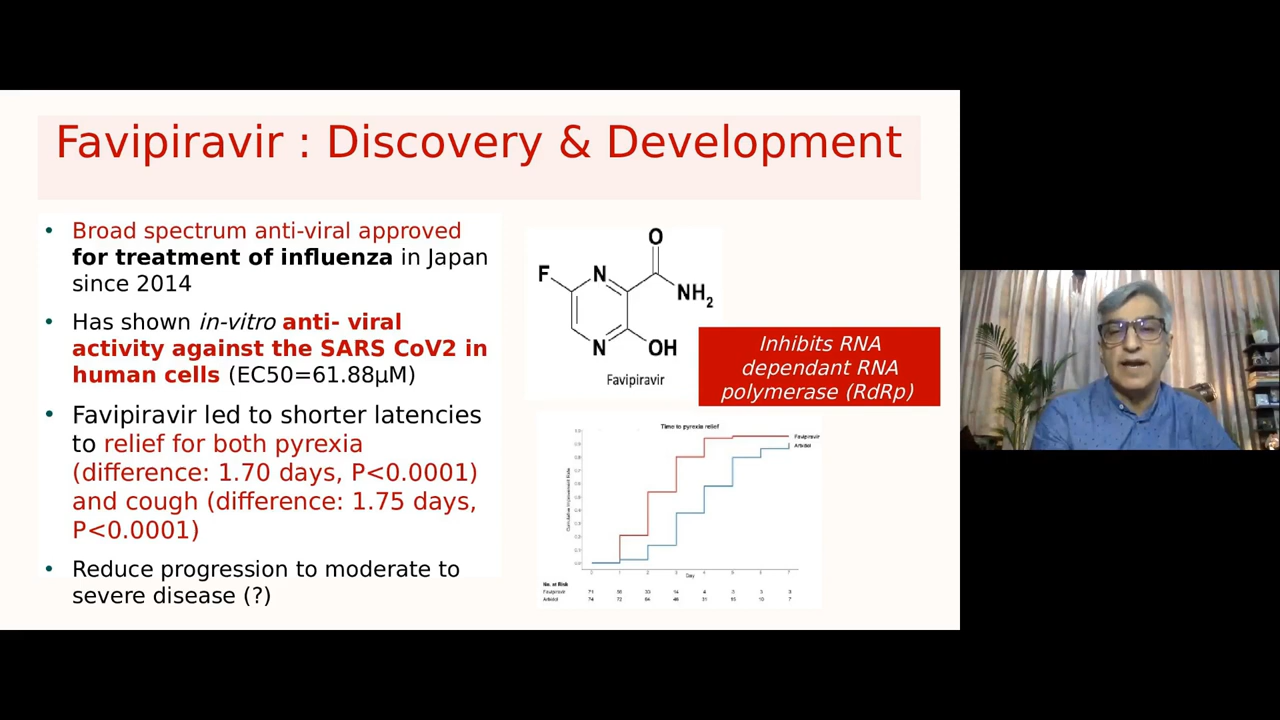 Favipiravir : Discovery & Development
• Broad spectrum anti-viral approved
for treatment of influenza in Japan
since 2014
• Has shown in-vitro anti- viral
activity against the SARS CoV2 in
human cells (EC50=61.88µM)
• Favipiravir led to shorter latencies
to relief for both pyrexia
(difference: 1.70 days, P<0.0001)
and cough (difference: 1.75 days,
P<0.0001)
• Reduce progression to moderate to
severe disease (?)
O
F
N
NH2
N
OH
Favipiravir
Inhibits RNA
dependant RNA
polymerase (RdRp)
Time to pyrexia relief
Favipiravir
Arbidol
Day
No. at Risk
Favipiravir
Arbidol